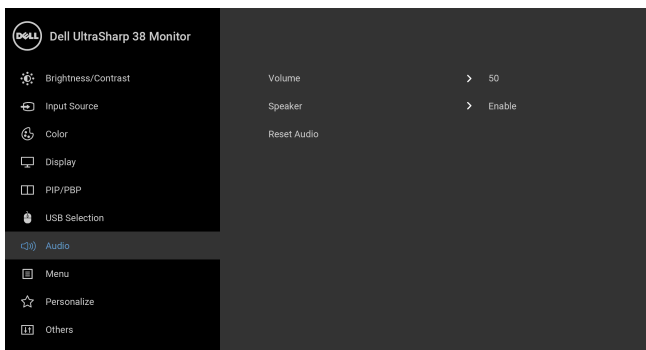 DELL Dell UltraSharp 38 Monitor
Brightness/Contrast
Input Source
Color
Display
PIP/PBP
USB Selection
Audio
Menu
Personalize
Others
Volume > 50
Speaker > Enable
Reset Audio